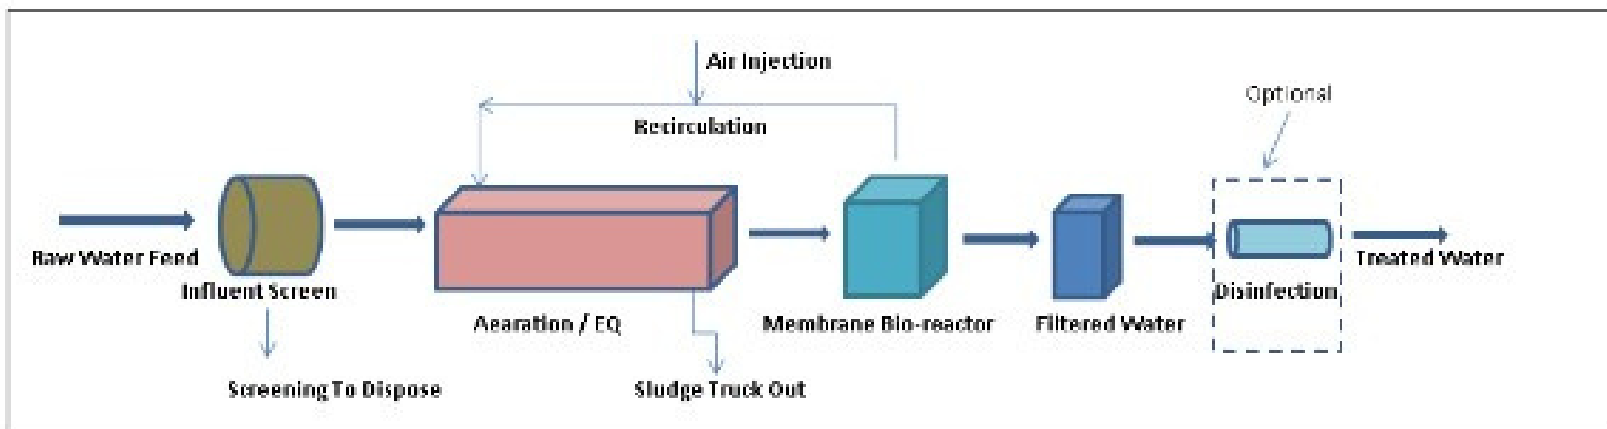 Air Injection
Optional
Recirculation
Raw Water Feed
Influent Screen
Aearation / EQ
Membrane Bio-reactor
Filtered Water
Disinfection
Treated Water
Screening To Dispose
Sludge Truck Out